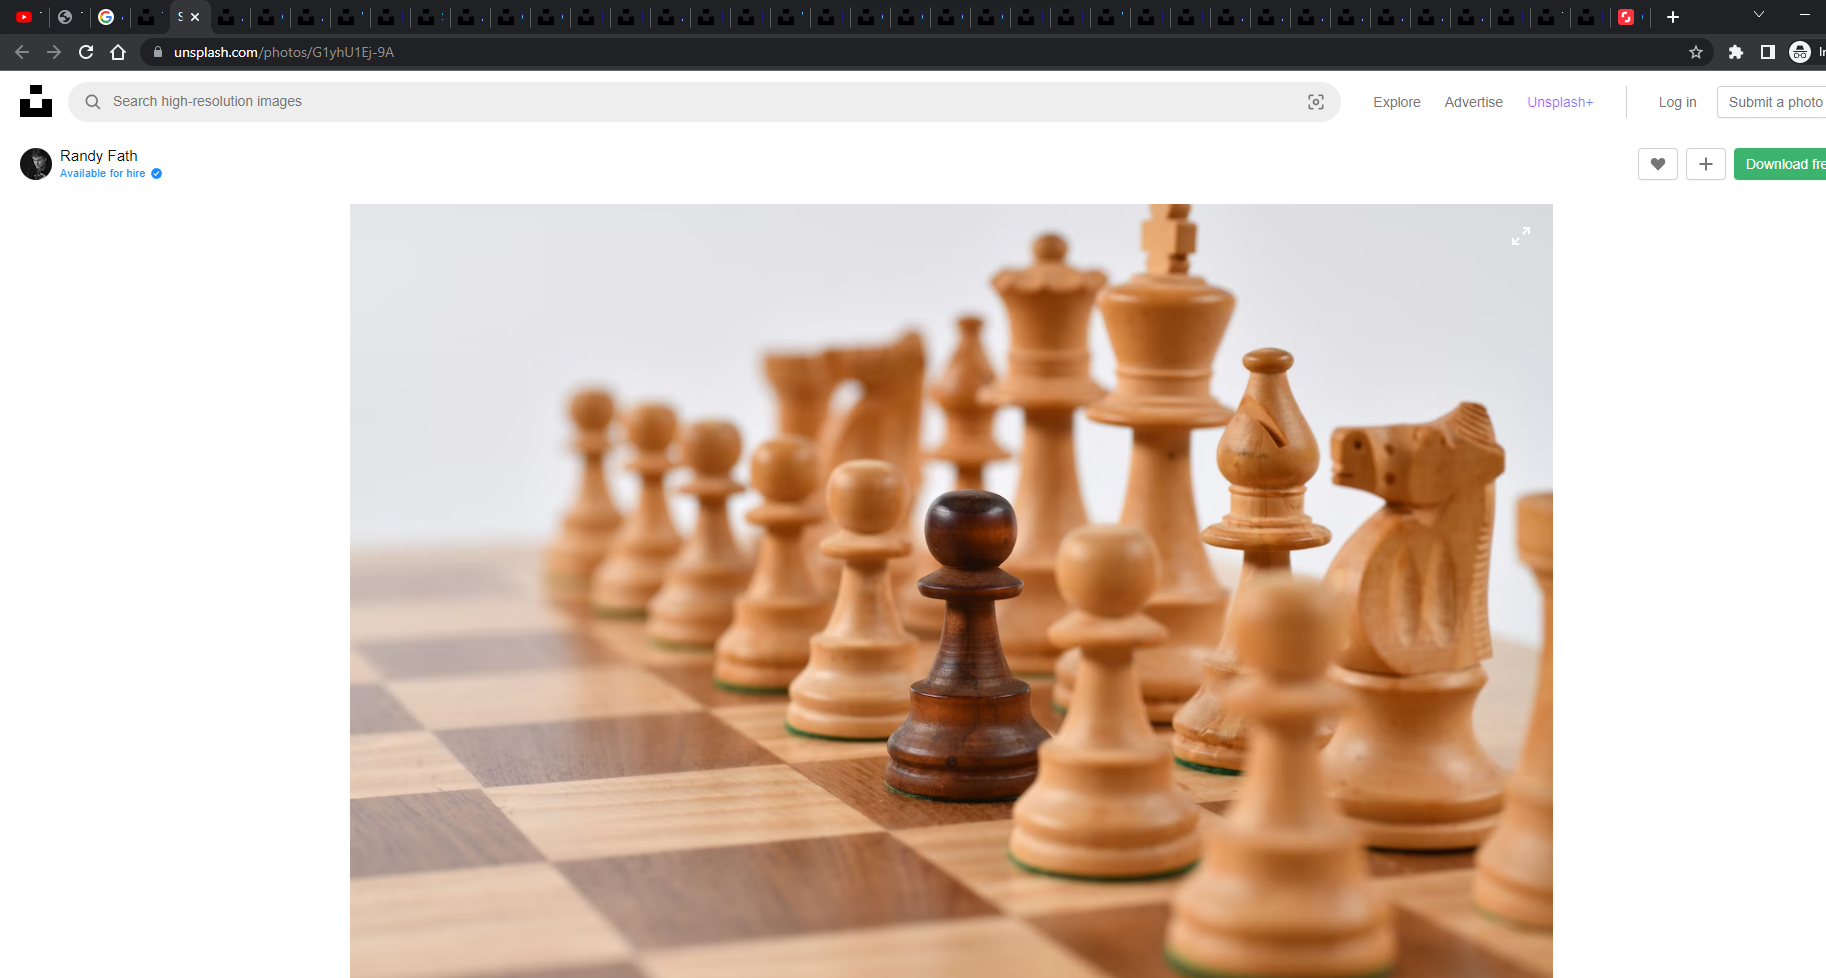 unsplash.com/photos/G1yhU1Ej-9A
Search high-resolution images
Explore
Advertise
Unsplash+
Log in
Submit a photo
Randy Fath
Available for hire
Download fre